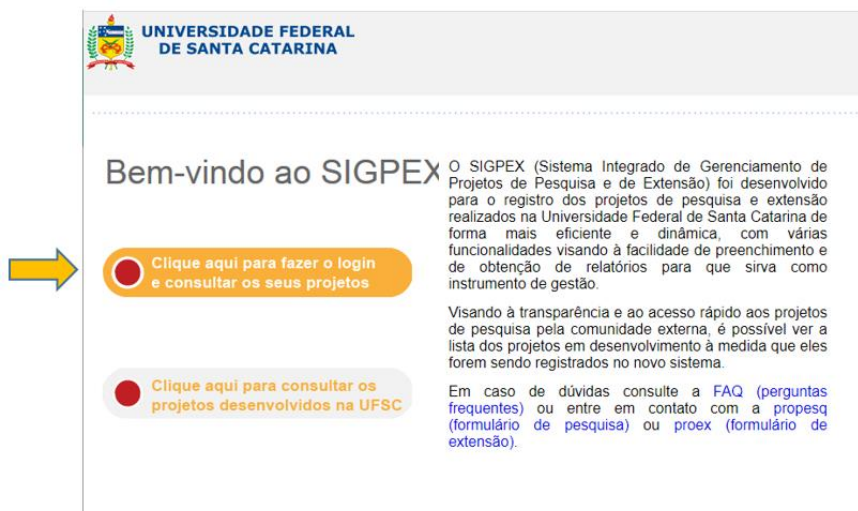 UNIVERSIDADE FEDERAL
DE SANTA CATARINA
Bem-vindo ao SIGPEX
Clique aqui para fazer o login
e consultar os seus projetos
Clique aqui para consultar os
projetos desenvolvidos na UFSC
O SIGPEX (Sistema Integrado de Gerenciamento de
Projetos de Pesquisa e de Extensão) foi desenvolvido
para o registro dos projetos de pesquisa e extensão
realizados na Universidade Federal de Santa Catarina de
forma mais eficiente e dinâmica, com várias
funcionalidades visando à facilidade de preenchimento e
de obtenção de relatórios para que sirva como
instrumento de gestão.
Visando à transparência e ao acesso rápido aos projetos
de pesquisa pela comunidade externa, é possível ver a
lista dos projetos em desenvolvimento à medida que eles
forem sendo registrados no novo sistema.
Em caso de dúvidas consulte a FAQ (perguntas
frequentes) ou entre em contato com a propesq
(formulário de pesquisa) ou proex (formulário de
extensão).